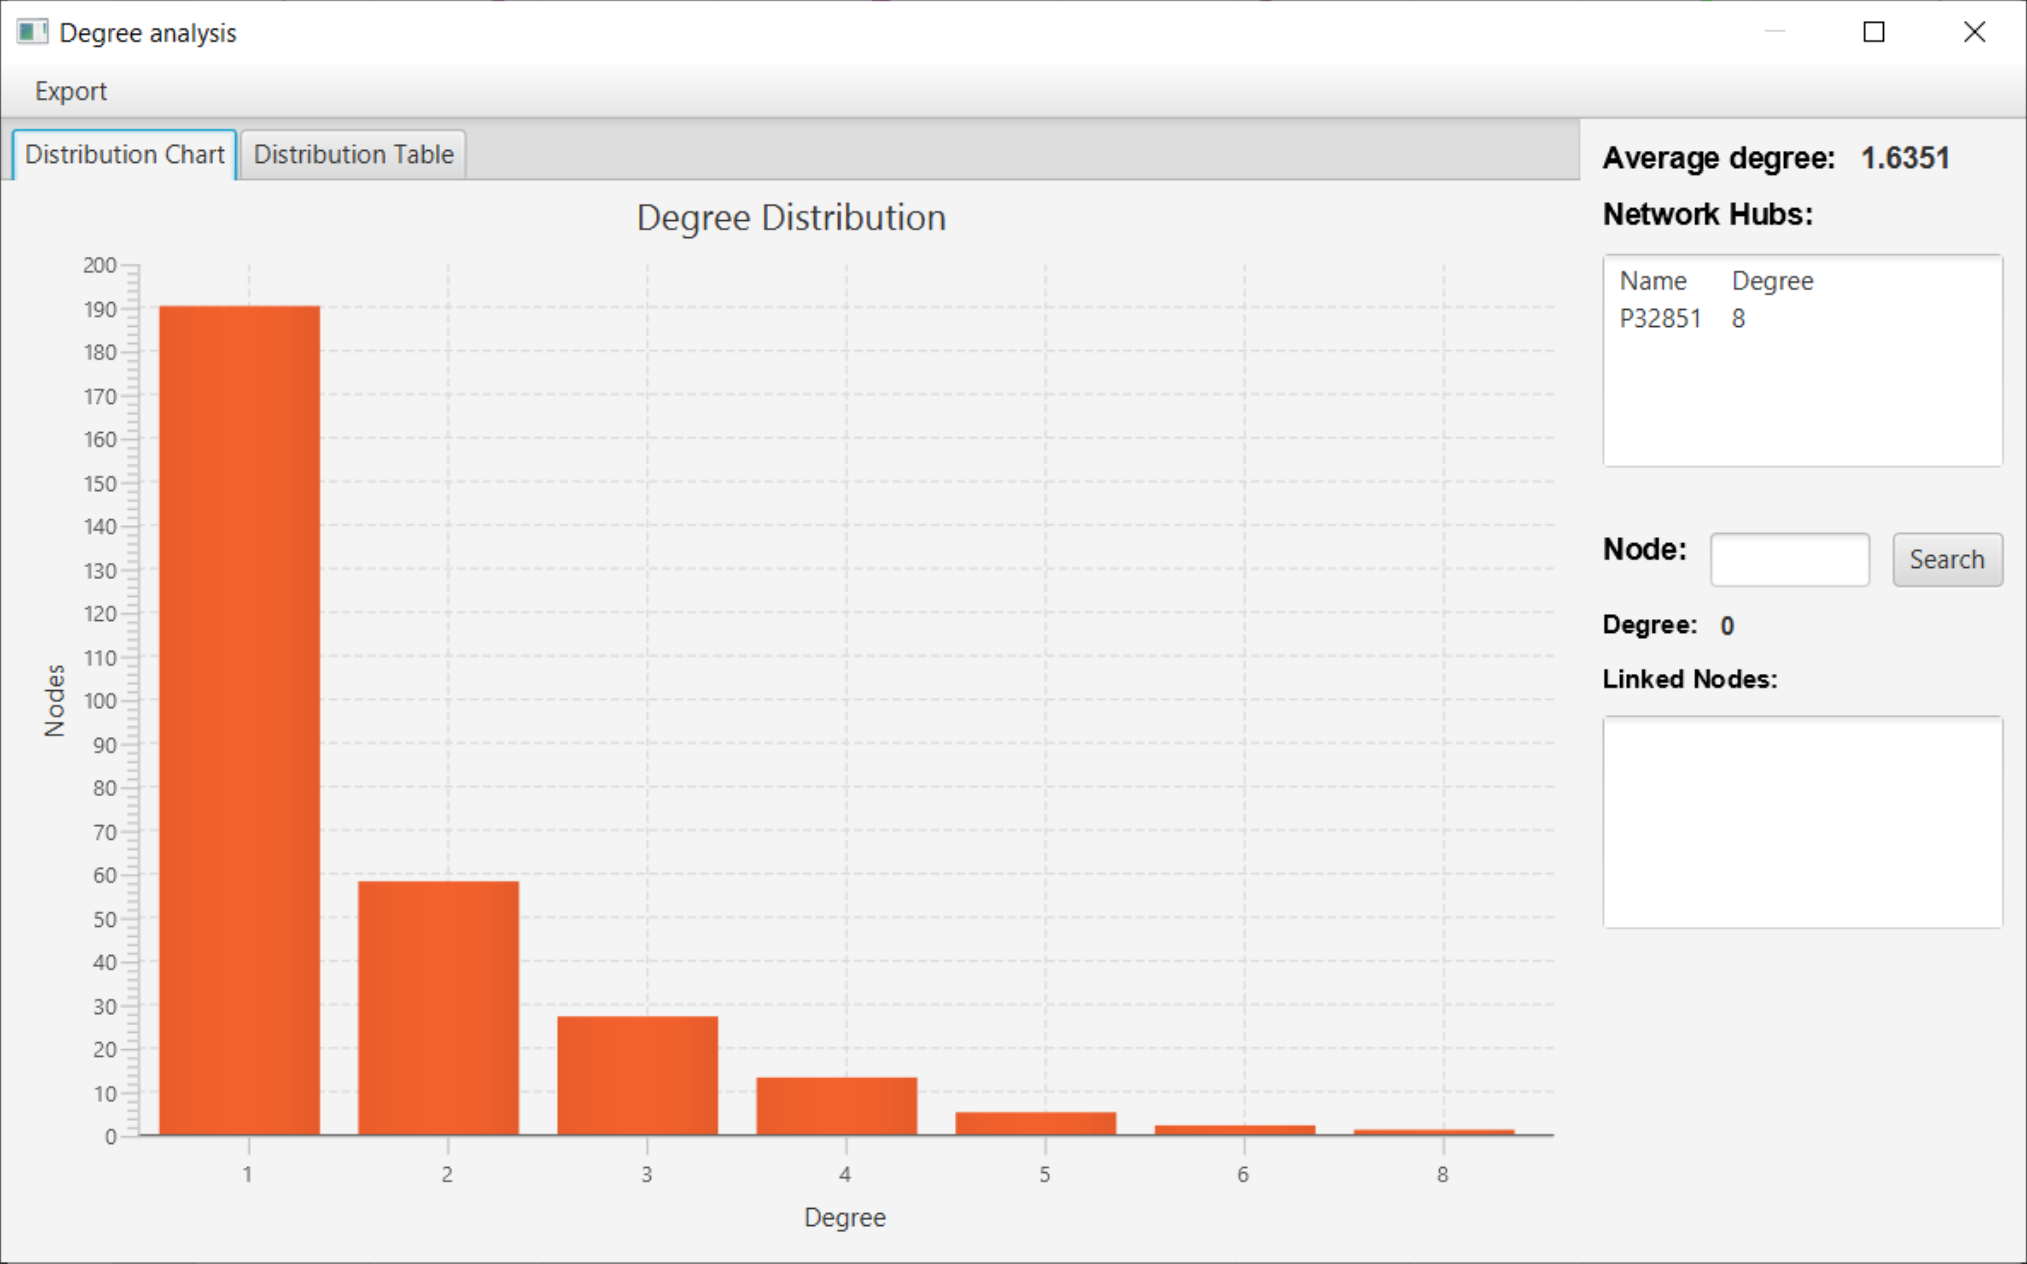 Degree analysis
Export
Distribution Chart Distribution Table
Degree Distribution
200
190
180
170
160
150
140
130
120
110
100
90
80
70
60
50
40
30
20
10
0
Nodes
1 2 3 4 5 6 8
Degree
Average degree: 1.6351
Network Hubs:
Name Degree
P32851 8
Node: Search
Degree: 0
Linked Nodes: